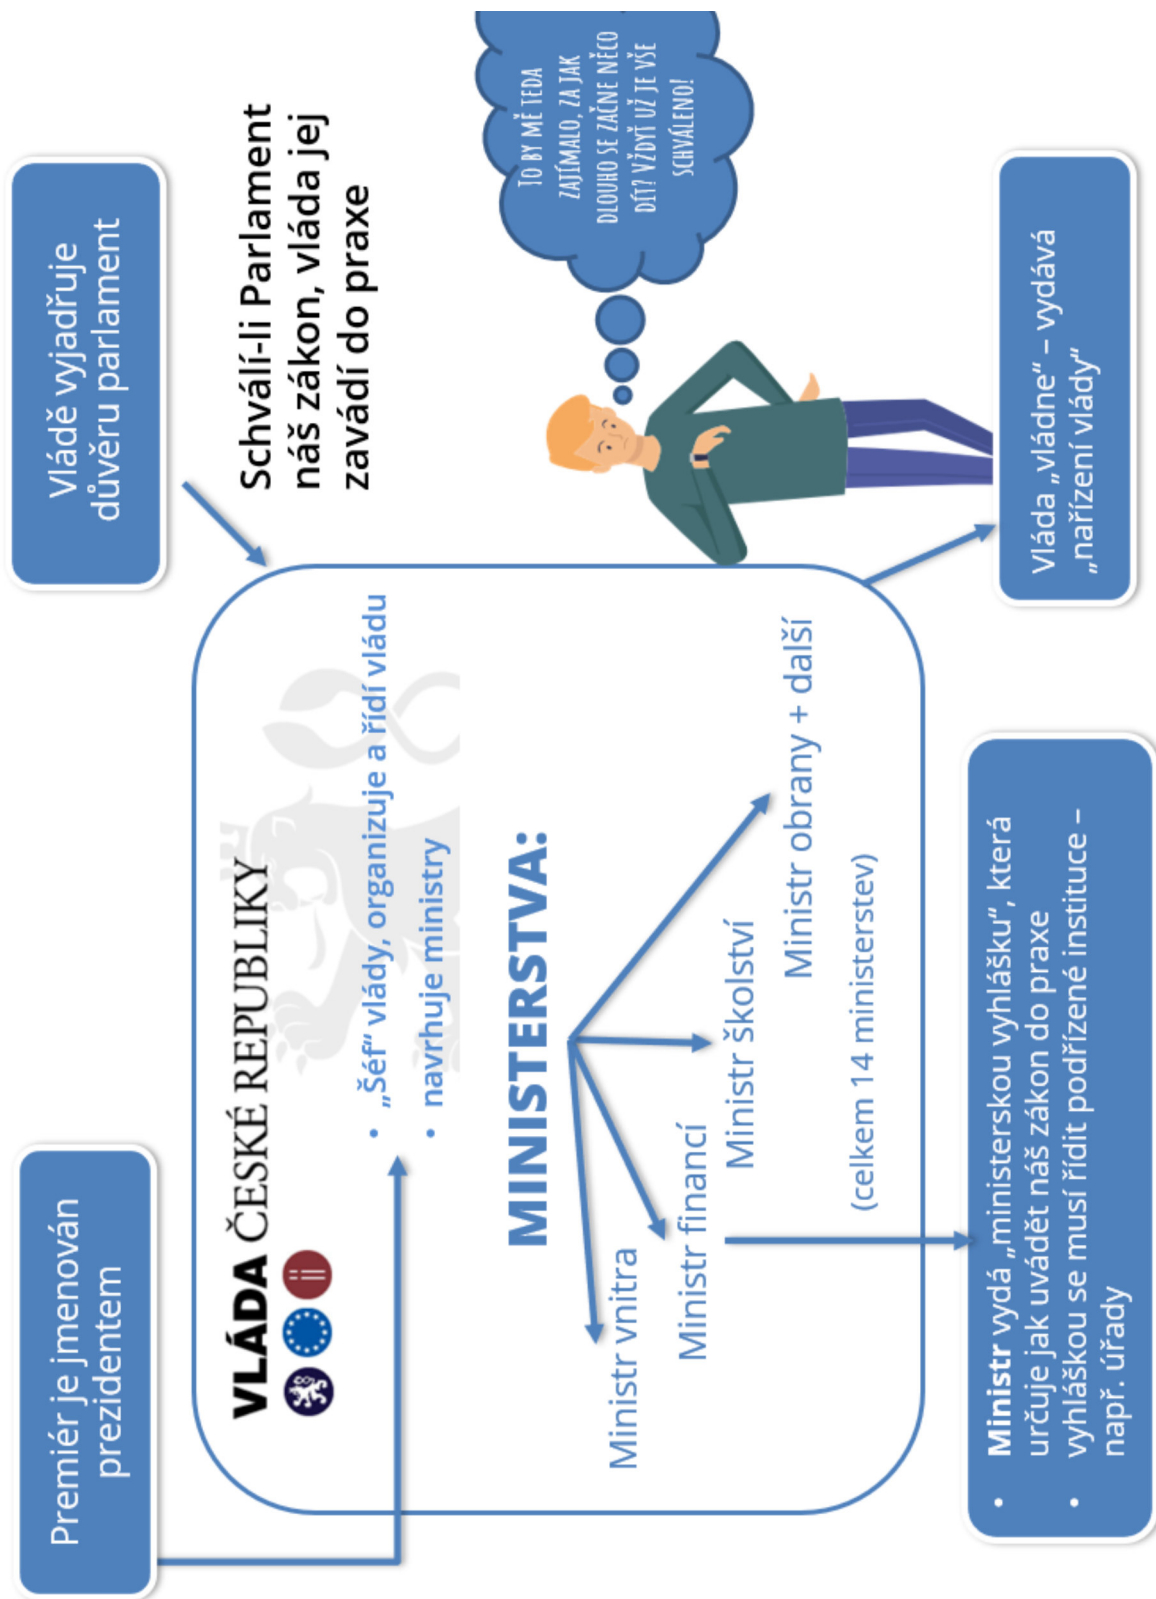 Premiér je jmenován
prezidentem
Vládě vyjadřuje
důvěru parlament
VLÁDA ČESKÉ REPUBLIKY
• „Šéf“ vlády, organizuje a řídí vládu
• navrhuje ministry
Schválí-li Parlament
náš zákon, vláda jej
zavádí do praxe
MINISTERSTVA:
Ministr vnitra
Ministr financí
Ministr školství
Ministr obrany + další
(celkem 14 ministerstev)
TO BY MĚ TEDA
ZAJÍMALO, ZA JAK
DLOUHO SE ZAČNE NĚCO
DÍT? VŽDYŤ UŽ JE VŠE
SCHVÁLENO!
• Ministr vydá „ministerskou vyhlášku“, která
určuje jak uvádět náš zákon do praxe
• vyhláškou se musí řídit podřízené instituce –
např. úřady
Vláda „vládne“ – vydává
„nařízení vlády“